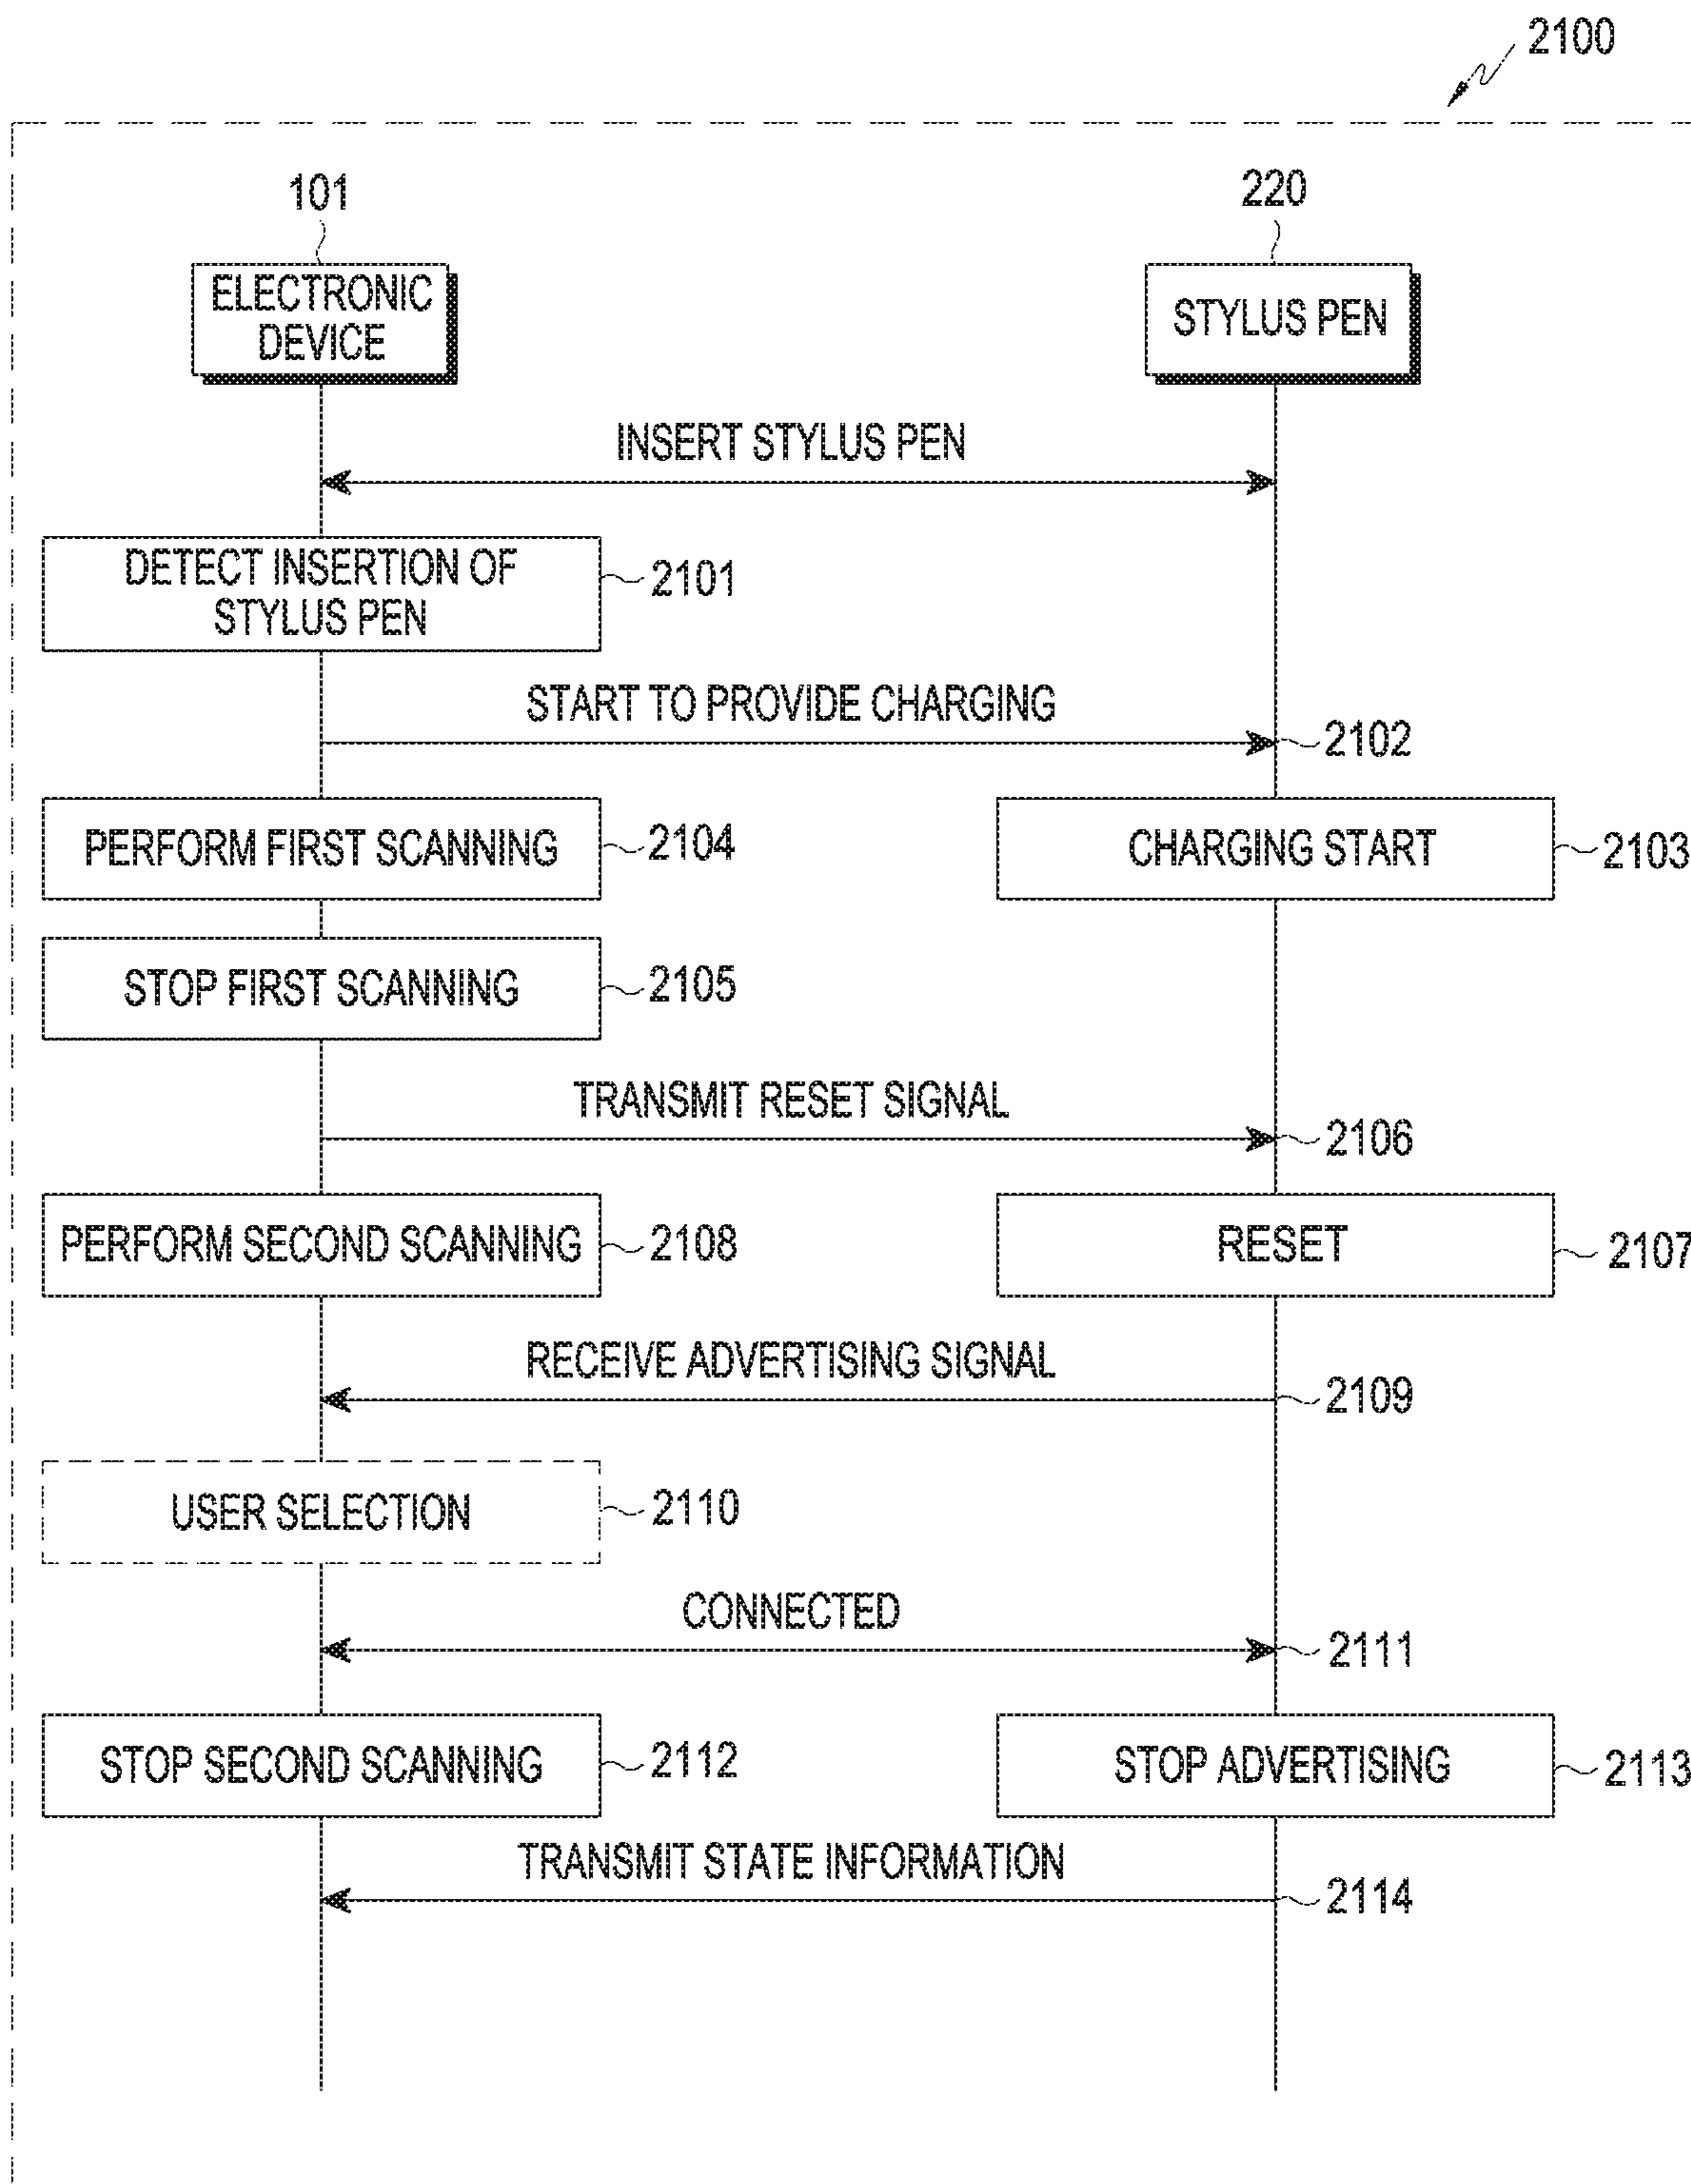 2100
101
220
ELECTRONIC
DEVICE
STYLUS PEN
INSERT STYLUS PEN
DETECT INSERTION OF
STYLUS PEN
2101
START TO PROVIDE CHARGING
2102
PERFORM FIRST SCANNING
2104
CHARGING START
2103
STOP FIRST SCANNING
2105
TRANSMIT RESET SIGNAL
2106
PERFORM SECOND SCANNING
2108
RESET
2107
RECEIVE ADVERTISING SIGNAL
2109
USER SELECTION
2110
CONNECTED
2111
STOP SECOND SCANNING
2112
STOP ADVERTISING
2113
TRANSMIT STATE INFORMATION
2114